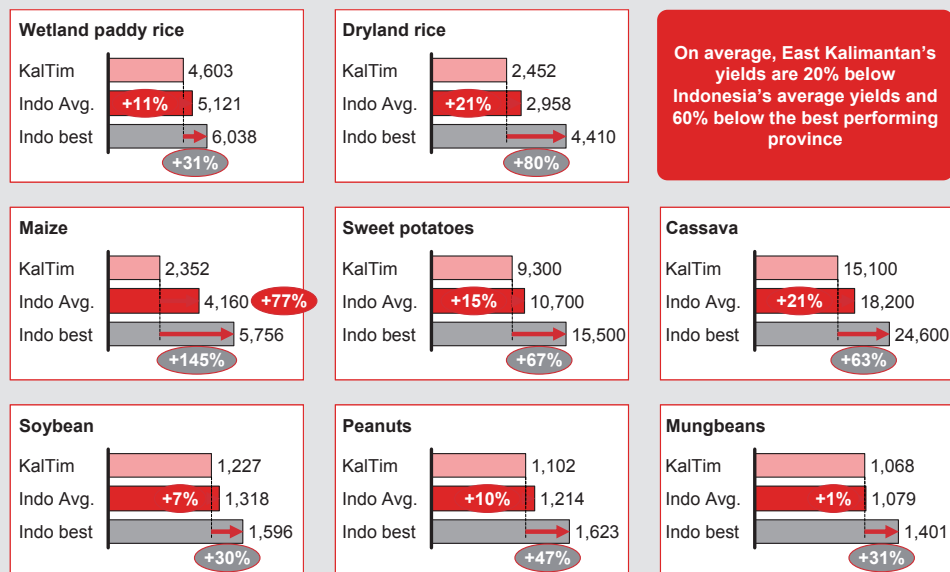 Wetland paddy rice
KalTim 4,603
Indo Avg. +11% 5,121
Indo best 6,038
+31%
Dryland rice
KalTim 2,452
Indo Avg. +21% 2,958
Indo best 4,410
+80%
On average, East Kalimantan’s
yields are 20% below
Indonesia’s average yields and
60% below the best performing
province
Maize
KalTim 2,352
Indo Avg. 4,160 +77%
Indo best 5,756
+145%
Sweet potatoes
KalTim 9,300
Indo Avg. +15% 10,700
Indo best 15,500
+67%
Cassava
KalTim 15,100
Indo Avg. +21% 18,200
Indo best 24,600
+63%
Soybean
KalTim 1,227
Indo Avg. +7% 1,318
Indo best 1,596
+30%
Peanuts
KalTim 1,102
Indo Avg. +10% 1,214
Indo best 1,623
+47%
Mungbeans
KalTim 1,068
Indo Avg. +1% 1,079
Indo best 1,401
+31%